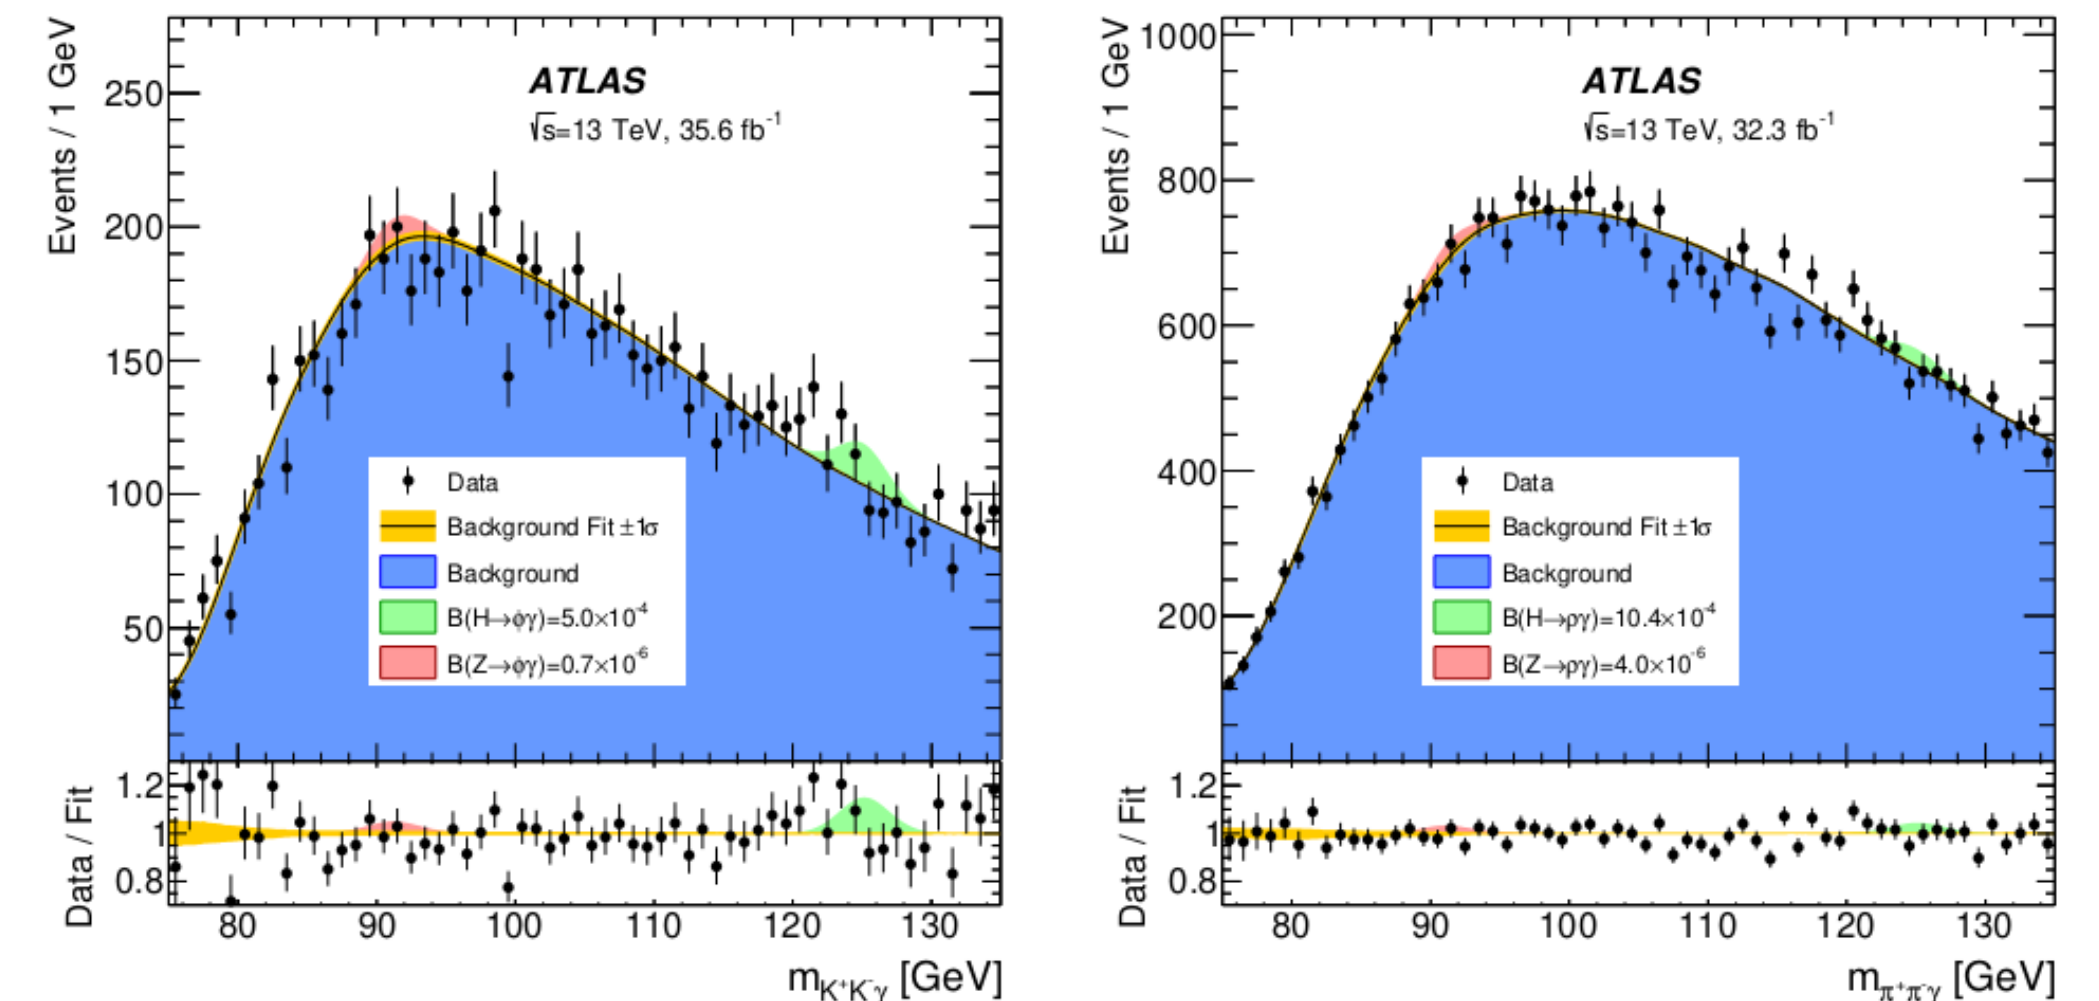 Events / 1 GeV
250
200
150
100
50
ATLAS
√s=13 TeV, 35.6 fb⁻¹
Data
Background Fit ±1σ
Background
B(H→ϕγ)=5.0×10⁻⁴
B(Z→ϕγ)=0.7×10⁻⁶
Data / Fit
1.2
1
0.8
80 90 100 110 120 130
m_K⁺K⁻γ [GeV]
Events / 1 GeV
1000
800
600
400
200
ATLAS
√s=13 TeV, 32.3 fb⁻¹
Data
Background Fit ±1σ
Background
B(H→ργ)=10.4×10⁻⁴
B(Z→ργ)=4.0×10⁻⁶
Data / Fit
1.2
1
0.8
80 90 100 110 120 130
m_π⁺π⁻γ [GeV]